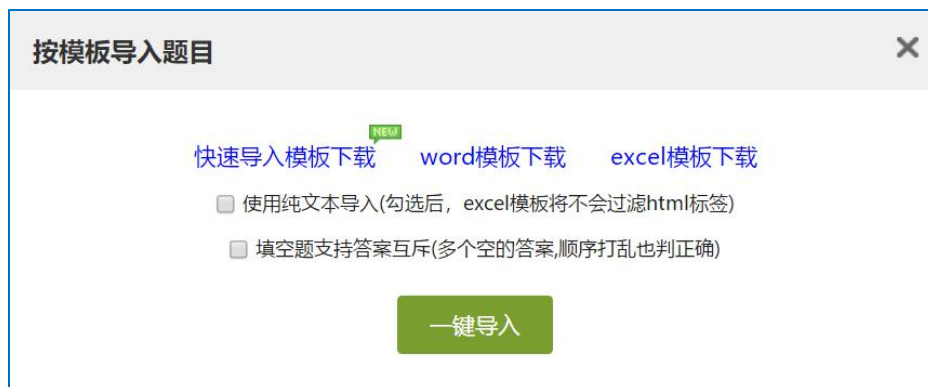 按模板导入题目
NEW
快速导入模板下载 word模板下载 excel模板下载
使用纯文本导入(勾选后，excel模板将不会过滤html标签)
填空题支持答案互斥(多个空的答案,顺序打乱也判正确)
一键导入